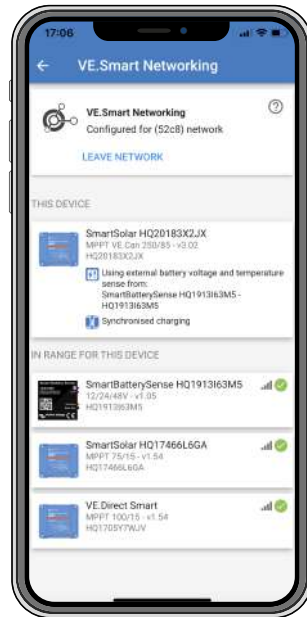 17:06
VE.Smart Networking
VE.Smart Networking
Configured for (52c8) network
LEAVE NETWORK
THIS DEVICE
SmartSolar HQ20183X2JX
MPPT VE.Can 250/85 - v3.02
HQ20183X2JX
Using external battery voltage and temperature
sense from:
SmartBatterySense HQ1913I63M5 -
HQ1913I63M5
Synchronised charging
IN RANGE FOR THIS DEVICE
SmartBatterySense HQ1913I63M5
12/24/48V - v1.05
HQ1913I63M5
SmartSolar HQ17466L6GA
MPPT 75/15 - v1.54
HQ17466L6GA
VE.Direct Smart
MPPT 100/15 - v1.54
HQ1705Y7WJV